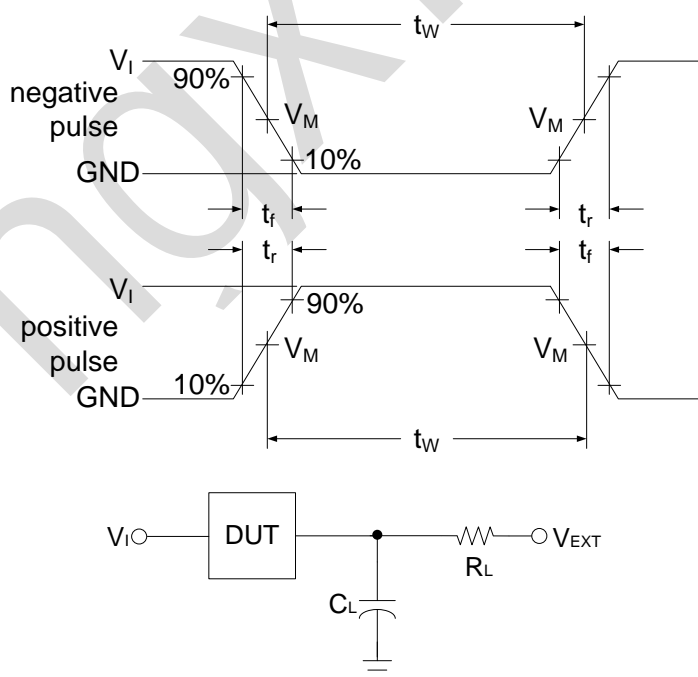 tW
VI
90%
negative
pulse
VM
VM
10%
GND
tf
tr
tr
tf
VI
90%
positive
pulse
VM
VM
10%
GND
tW
VI
DUT
VEXT
RL
CL